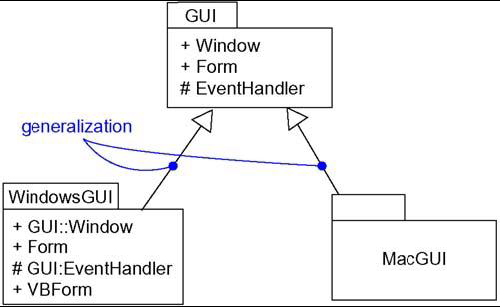 GUI
+ Window
+ Form
# EventHandler
generalization
WindowsGUI
+ GUI::Window
+ Form
# GUI:EventHandler
+ VBForm
MacGUI